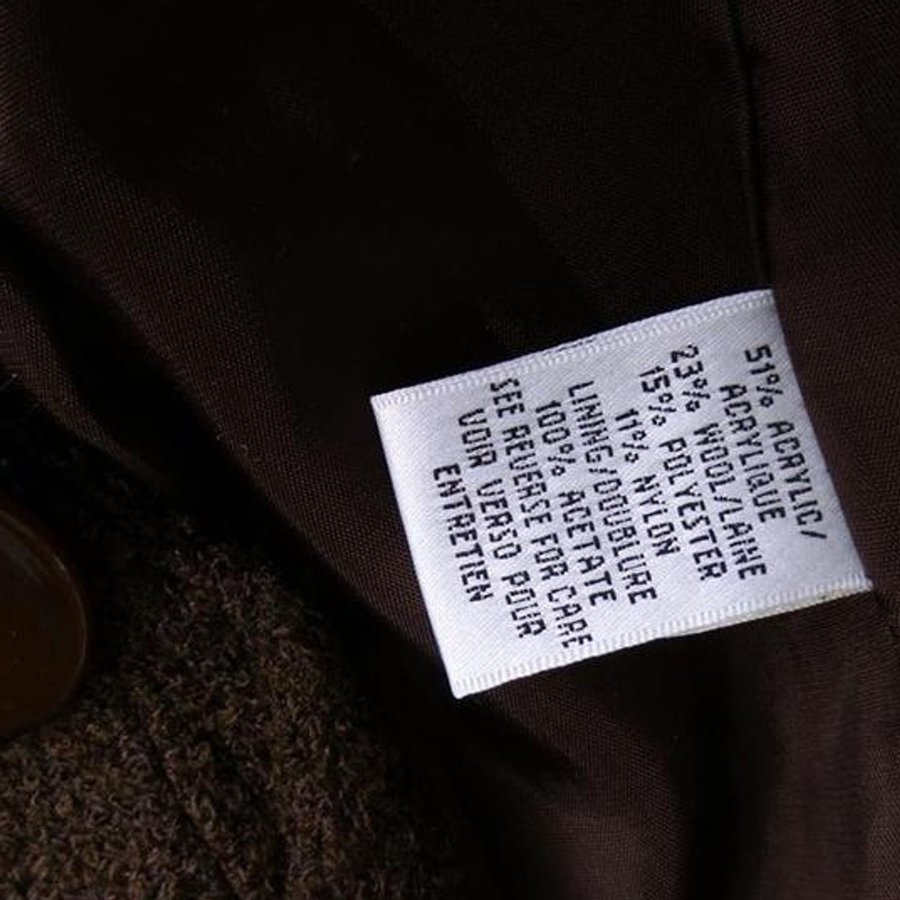 51% ACRYLIC/
ACRYLIQUE
23% WOOL/LAINE
15% POLYESTER
11% NYLON
LINING/DOUBLURE
100% ACETATE
SEE REVERSE FOR CARE
VOIR VERSO POUR
ENTRETIEN